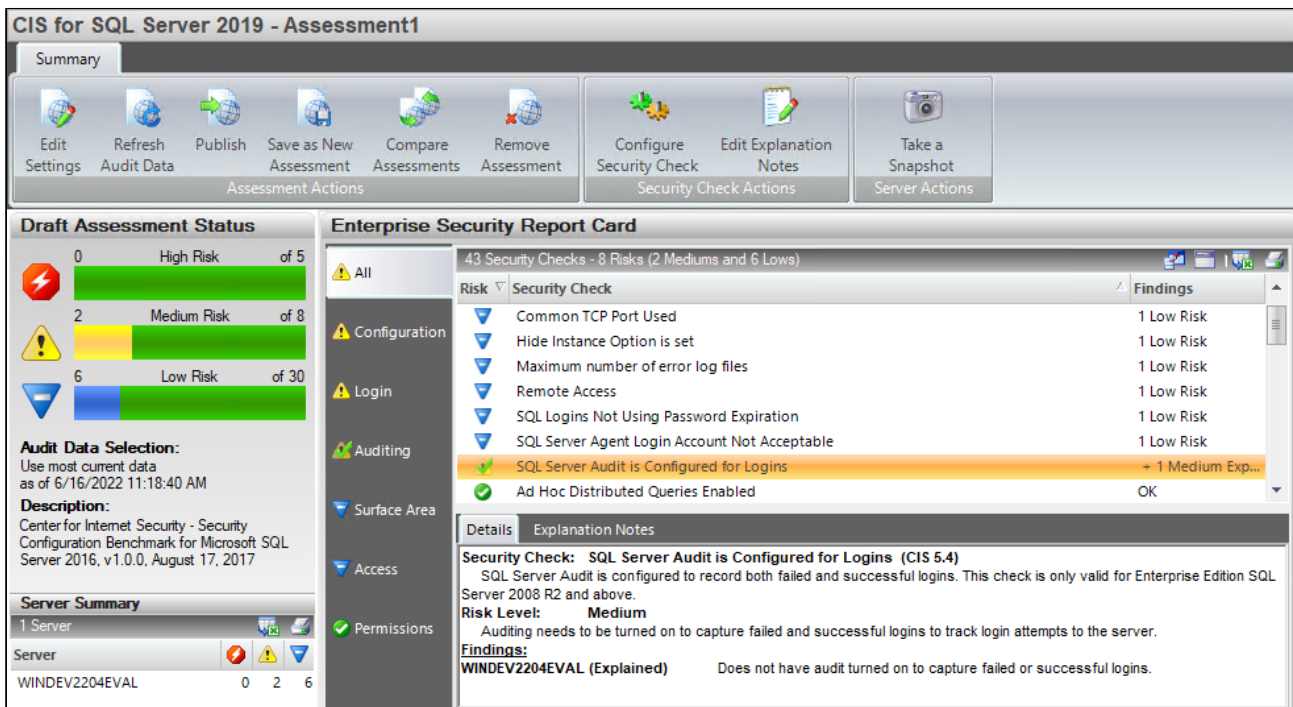 CIS for SQL Server 2019 - Assessment1
Summary
Edit Settings
Refresh Audit Data
Publish
Save as New Assessment
Compare Assessments
Remove Assessment
Assessment Actions
Configure Security Check
Edit Explanation Notes
Security Check Actions
Take a Snapshot
Server Actions
Draft Assessment Status
0 High Risk of 5
2 Medium Risk of 8
6 Low Risk of 30
Audit Data Selection:
Use most current data
as of 6/16/2022 11:18:40 AM
Description:
Center for Internet Security - Security
Configuration Benchmark for Microsoft SQL
Server 2016, v1.0.0, August 17, 2017
Server Summary
1 Server
Server
WINDEV2204EVAL 0 2 6
Enterprise Security Report Card
All
Configuration
Login
Auditing
Surface Area
Access
Permissions
43 Security Checks - 8 Risks (2 Mediums and 6 Lows)
Risk Security Check Findings
Common TCP Port Used 1 Low Risk
Hide Instance Option is set 1 Low Risk
Maximum number of error log files 1 Low Risk
Remote Access 1 Low Risk
SQL Logins Not Using Password Expiration 1 Low Risk
SQL Server Agent Login Account Not Acceptable 1 Low Risk
SQL Server Audit is Configured for Logins + 1 Medium Exp...
Ad Hoc Distributed Queries Enabled OK
Details Explanation Notes
Security Check: SQL Server Audit is Configured for Logins (CIS 5.4)
SQL Server Audit is configured to record both failed and successful logins. This check is only valid for Enterprise Edition SQL
Server 2008 R2 and above.
Risk Level: Medium
Auditing needs to be turned on to capture failed and successful logins to track login attempts to the server.
Findings:
WINDEV2204EVAL (Explained) Does not have audit turned on to capture failed or successful logins.